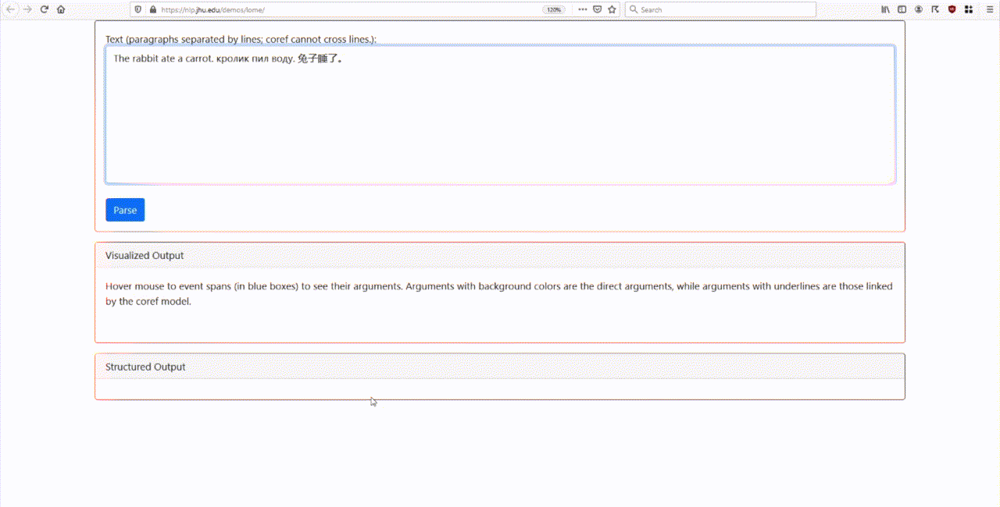 https://nlp.jhu.edu/demos/lome/
120%
Search
Text (paragraphs separated by lines; coref cannot cross lines.):
The rabbit ate a carrot. кролик пил воду. 兔子睡了。
Parse
Visualized Output
Hover mouse to event spans (in blue boxes) to see their arguments. Arguments with background colors are the direct arguments, while arguments with underlines are those linked
by the coref model.
Structured Output